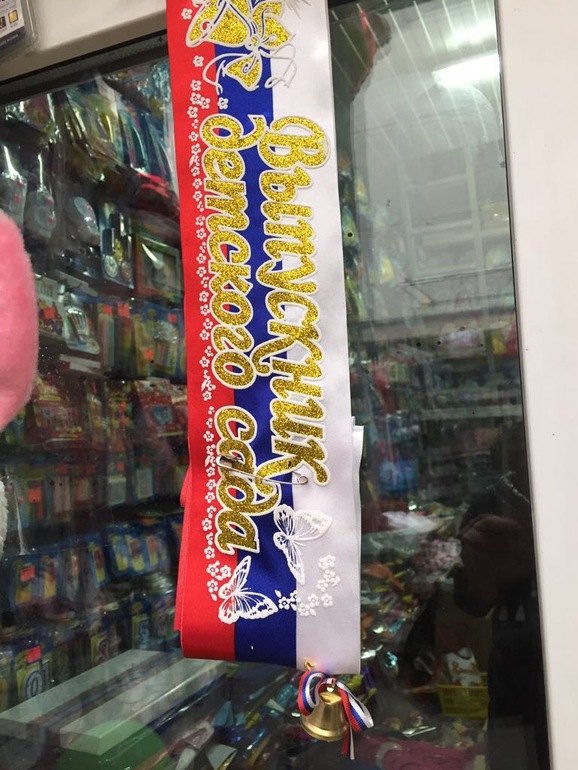 Выпускник
детского сада